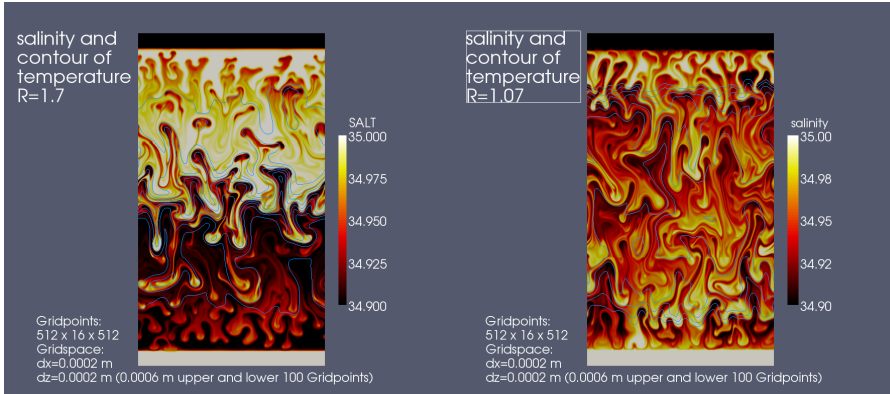 salinity and
contour of
temperature
R=1.7
SALT
35.000
34.975
34.950
34.925
34.900
Gridpoints:
512 x 16 x 512
Gridspace:
dx=0.0002 m
dz=0.0002 m (0.0006 m upper and lower 100 Gridpoints)
salinity and
contour of
temperature
R=1.07
salinity
35.00
34.98
34.95
34.92
34.90
Gridpoints:
512 x 16 x 512
Gridspace:
dx=0.0002 m
dz=0.0002 m (0.0006 m upper and lower 100 Gridpoints)